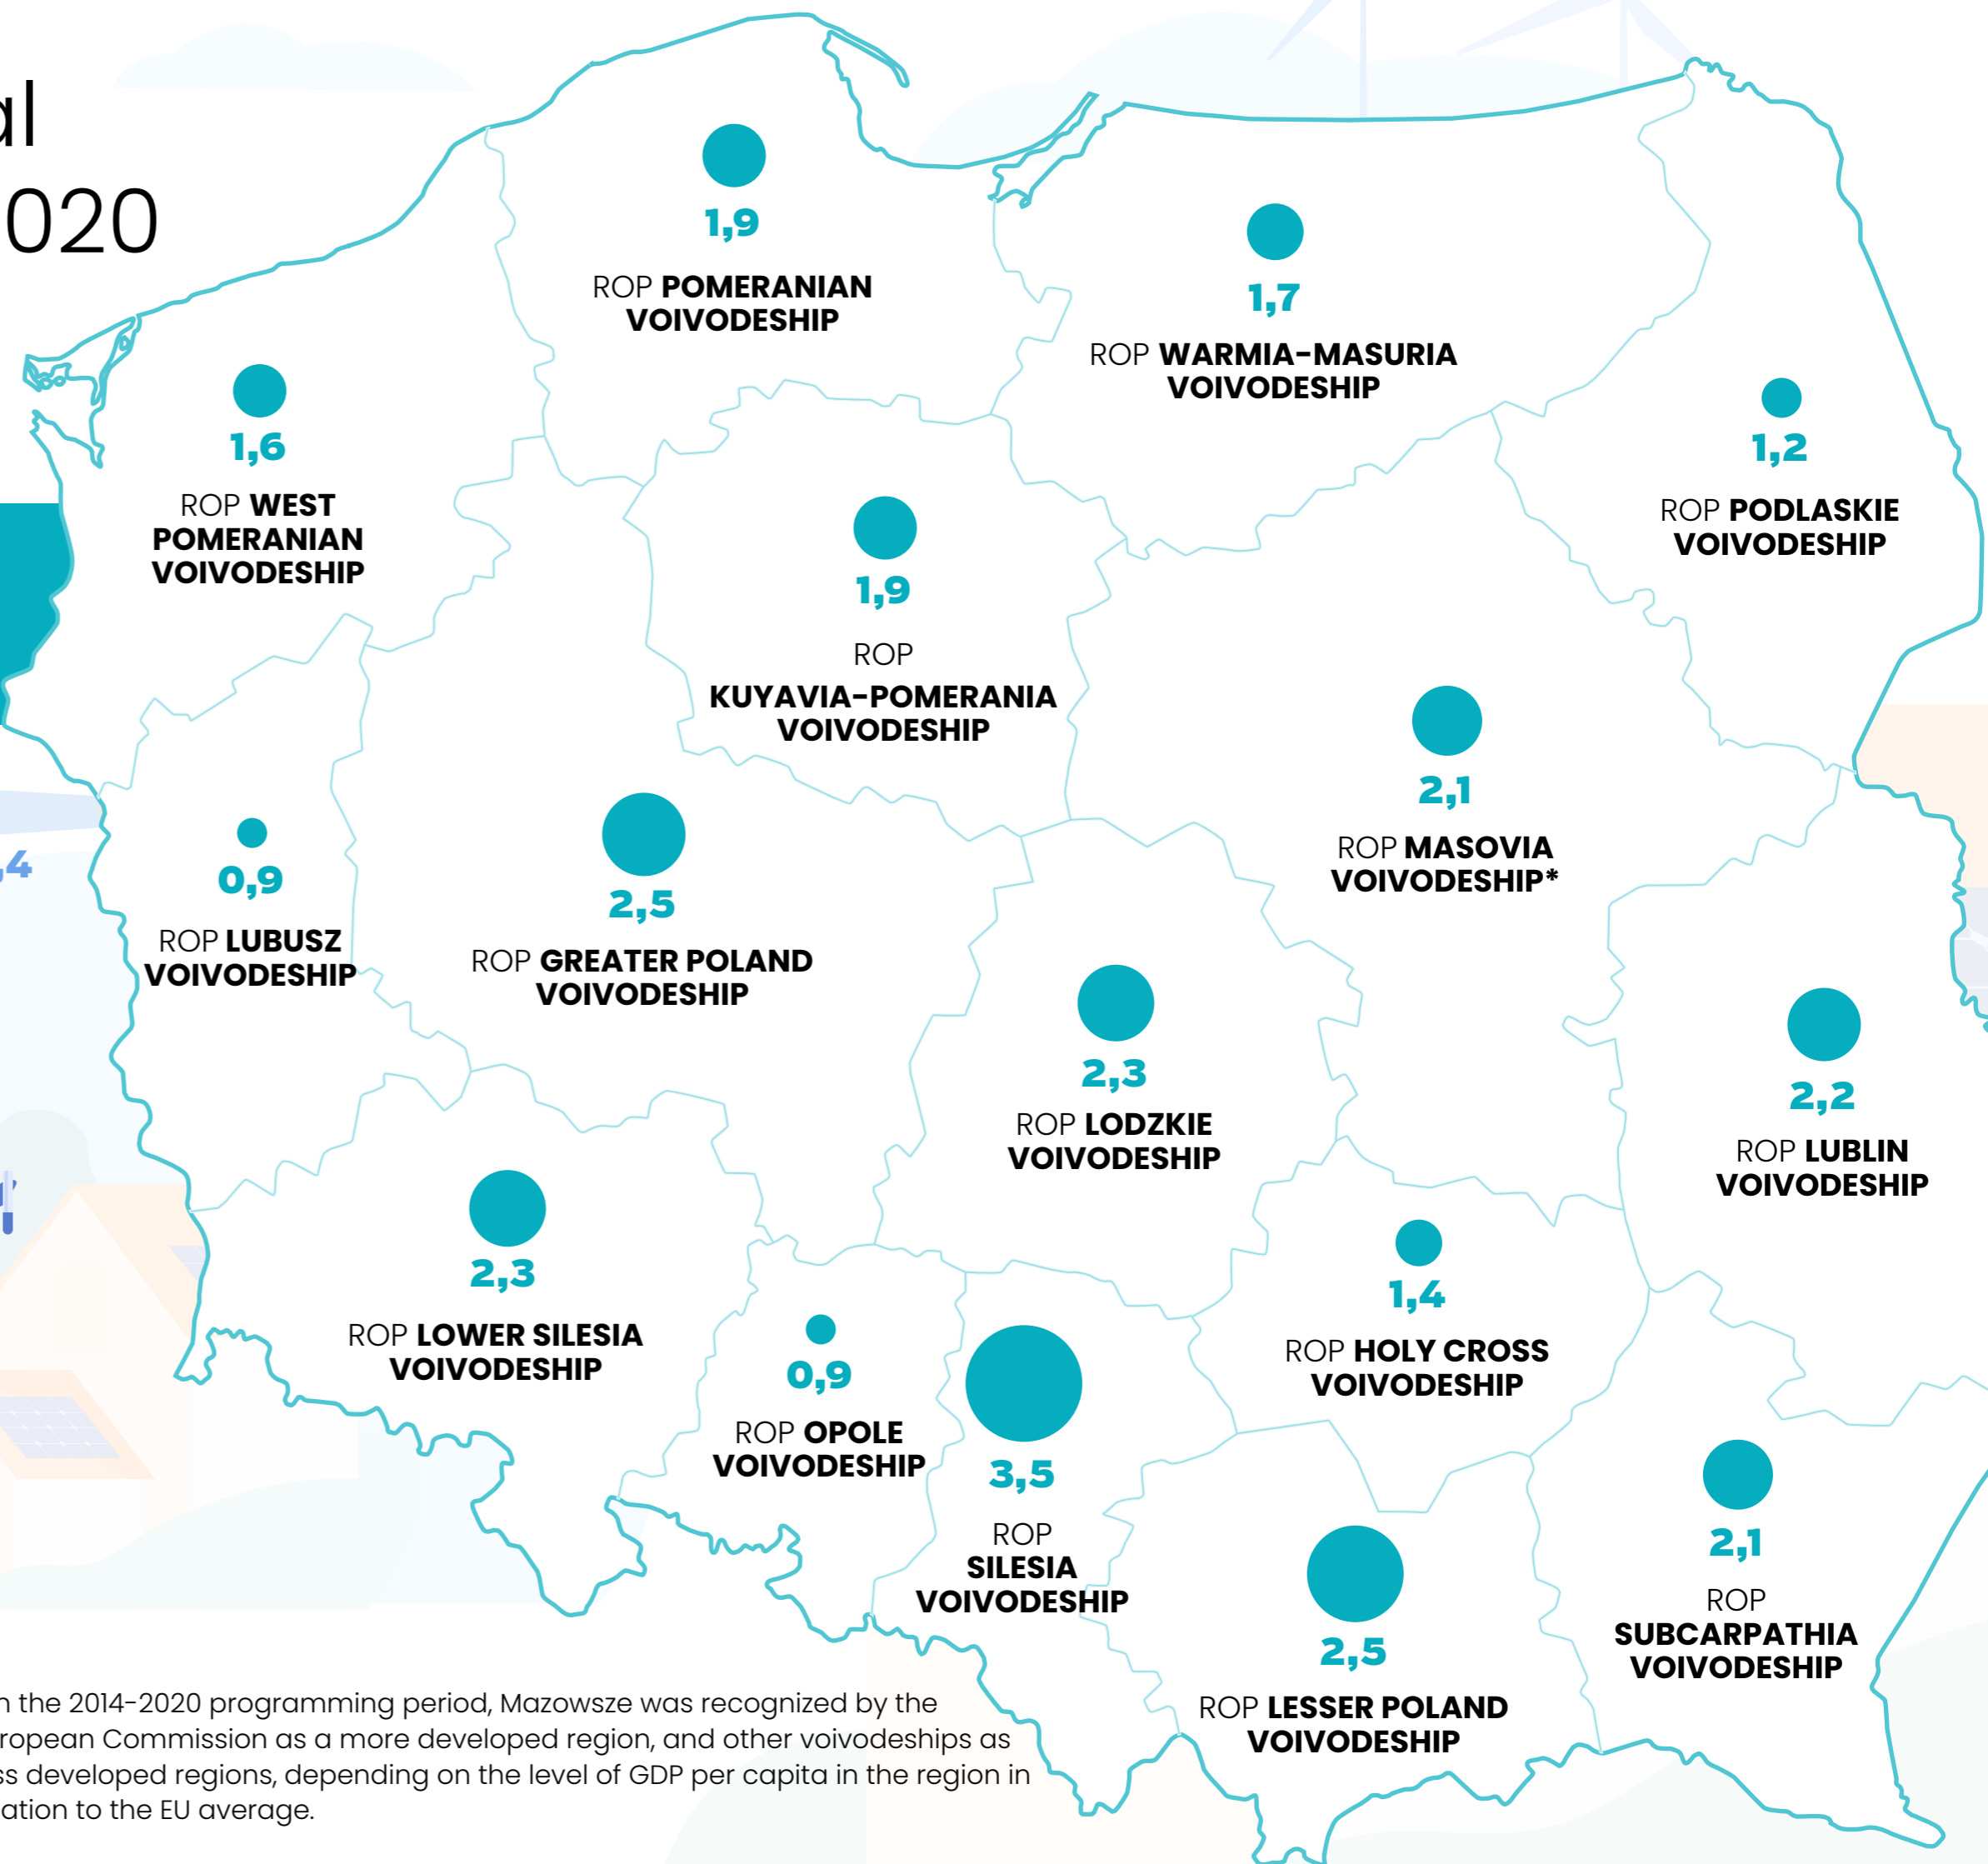 al
020
1,9
ROP POMERANIAN
VOIVODESHIP
1,7
ROP WARMIA-MASURIA
VOIVODESHIP
1,6
ROP WEST
POMERANIAN
VOIVODESHIP
1,2
ROP PODLASKIE
VOIVODESHIP
1,9
ROP
KUYAVIA-POMERANIA
VOIVODESHIP
2,1
ROP MASOVIA
VOIVODESHIP*
,4
0,9
ROP LUBUSZ
VOIVODESHIP
2,5
ROP GREATER POLAND
VOIVODESHIP
2,3
ROP LODZKIE
VOIVODESHIP
2,2
ROP LUBLIN
VOIVODESHIP
2,3
ROP LOWER SILESIA
VOIVODESHIP
1,4
ROP HOLY CROSS
VOIVODESHIP
0,9
ROP OPOLE
VOIVODESHIP
3,5
ROP
SILESIA
VOIVODESHIP
2,1
ROP
SUBCARPATHIA
VOIVODESHIP
2,5
ROP LESSER POLAND
VOIVODESHIP
n the 2014-2020 programming period, Mazowsze was recognized by the
ropean Commission as a more developed region, and other voivodeships as
ss developed regions, depending on the level of GDP per capita in the region in
ation to the EU average.